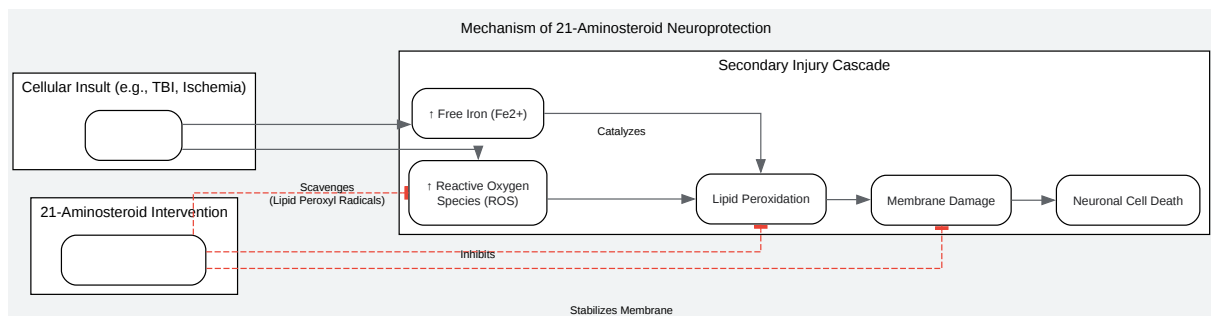 Mechanism of 21-Aminosteroid Neuroprotection
Secondary Injury Cascade
Cellular Insult (e.g., TBI, Ischemia)
↑ Free Iron (Fe2+)
Catalyzes
↑ Reactive Oxygen
Species (ROS)
Scavenges
(Lipid Peroxyl Radicals)
Lipid Peroxidation
Membrane Damage
Neuronal Cell Death
21-Aminosteroid Intervention
Inhibits
Stabilizes Membrane